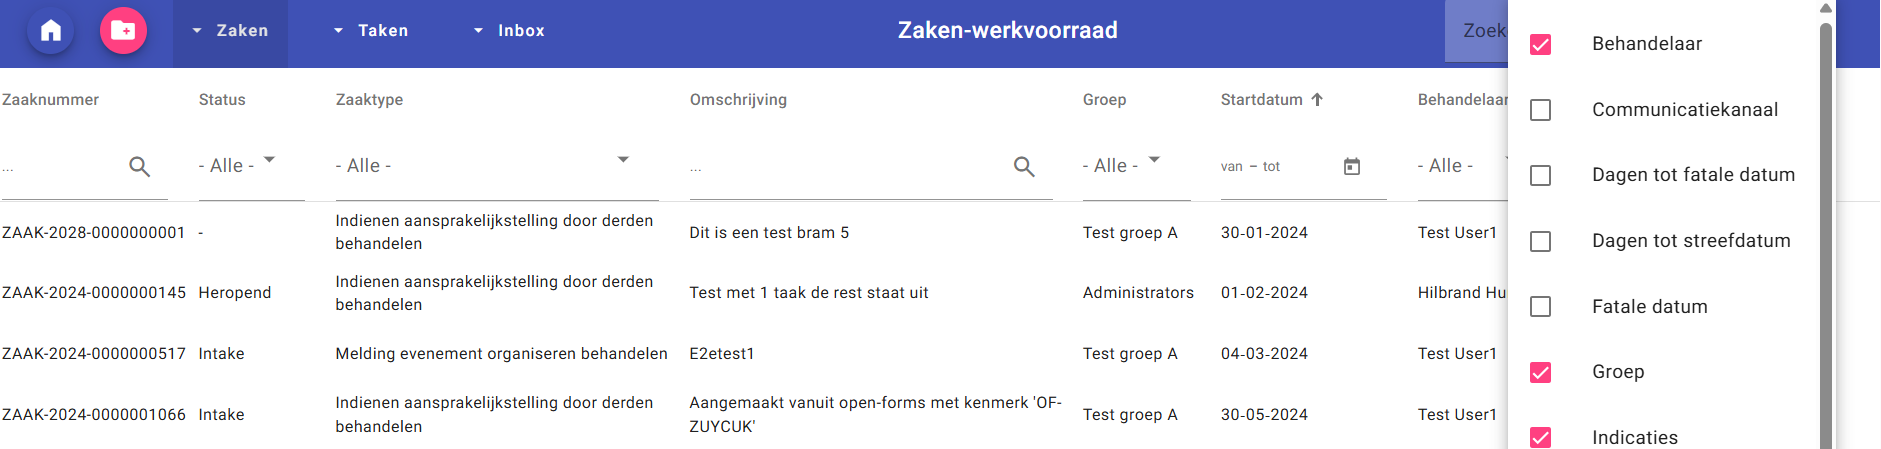 Zaken
Taken
Inbox
Zaken-werkvoorraad
Zoek
Zaaknummer Status Zaaktype Omschrijving Groep Startdatum Behandelaar
... - Alle - - Alle - ... - Alle - van – tot - Alle -
ZAAK-2028-0000000001 - Indienen aansprakelijkstelling door derden behandelen Dit is een test bram 5 Test groep A 30-01-2024 Test User1
ZAAK-2024-0000000145 Heropend Indienen aansprakelijkstelling door derden behandelen Test met 1 taak de rest staat uit Administrators 01-02-2024 Hilbrand Hu
ZAAK-2024-0000000517 Intake Melding evenement organiseren behandelen E2etest1 Test groep A 04-03-2024 Test User1
ZAAK-2024-0000001066 Intake Indienen aansprakelijkstelling door derden behandelen Aangemaakt vanuit open-forms met kenmerk 'OF-ZUYCUK' Test groep A 30-05-2024 Test User1
Behandelaar
Communicatiekanaal
Dagen tot fatale datum
Dagen tot streefdatum
Fatale datum
Groep
Indicaties